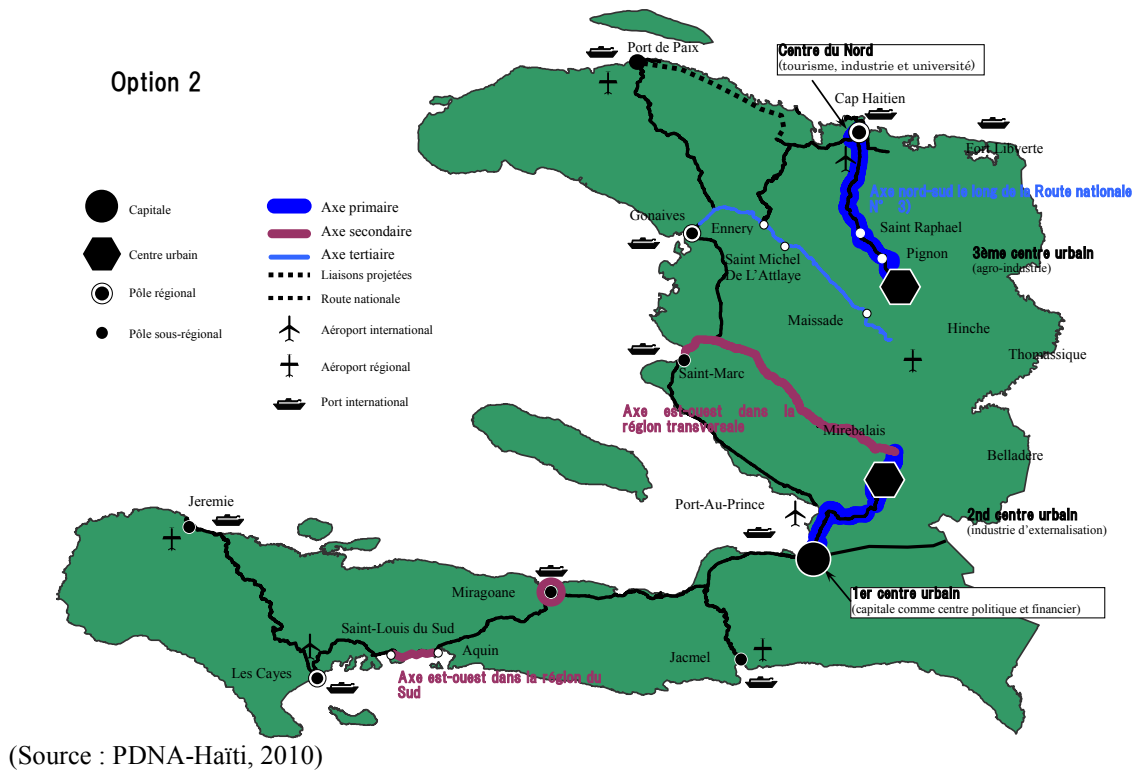 Option 2
Capitale
Centre urbain
Pôle régional
Pôle sous-régional
Axe primaire
Axe secondaire
Axe tertiaire
Liaisons projetées
Route nationale
Aéroport international
Aéroport régional
Port international
Port de Paix
Centre du Nord
(tourisme, industrie et université)
Cap Haitien
Fort Libyerte
Axe nord-sud le long de la Route nationale
N° 3)
Gonaives
Ennery
Saint Raphael
Saint Michel
De L'Attlaye
Pignon
3ème centre urbain
(agro-industrie)
Maissade
Hinche
Thomassique
Saint-Marc
Axe est-ouest dans la
région transversale
Mirebalais
Belladère
Port-Au-Prince
2nd centre urbain
(industrie d'externalisation)
Jeremie
Miragoane
1er centre urbain
(capitale comme centre politique et financier)
Saint-Louis du Sud
Aquin
Jacmel
Les Cayes
Axe est-ouest dans la région du
Sud
(Source : PDNA-Haïti, 2010)